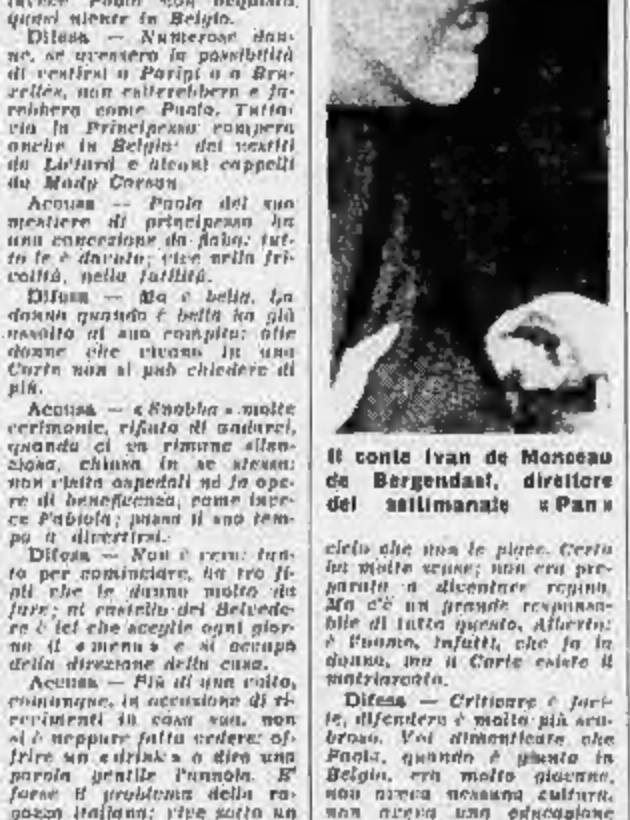 invece Paola non acquista
quasi niente in Belgio.
Difesa — Numerose don-
ne, se avessero la possibilità
di vestirsi a Parigi o a Bru-
xelles, non esiterebbero e fa-
rebbero come Paola. Tutta-
via la Principessa compera
anche in Belgio: dei vestiti
da Liétard e alcuni cappelli
da Mady Carson.
Accusa — Paola del suo
mestiere di principessa ha
una concezione da fiaba: tut-
to le è dovuto; vive nella fri-
volità, nella futilità.
Difesa — Ma è bella. La
donna quando è bella ha già
assolto al suo compito; alle
donne che vivono in una
Corte non si può chiedere di
più.
Accusa — « Snobba » molte
cerimonie, rifiuta di andarci,
quando ci va rimane silen-
ziosa, chiusa in se stessa;
non visita ospedali né fa ope-
re di beneficenza, come inve-
ce Fabiola; passa il suo tem-
po a divertirsi.
Difesa — Non è vero: tan-
to per cominciare, ha tre fi-
gli che le danno molto da
fare; al castello del Belvede-
re è lei che sceglie ogni gior-
no il « menu » e si occupa
della direzione della casa.
Accusa — Più di una volta,
comunque, in occasione di ri-
cevimenti in casa sua, non
si è neppure fatta vedere: of-
frire un « drink » o dire una
parola gentile l'annoia. E'
forse il problema della ra-
gazza italiana: vive sotto un
Il conte Ivan de Monceau
de Bergendael, direttore
del settimanale « Pan »
cielo che non le piace. Certo
ha molte scuse; non era pre-
parata a diventare regina.
Ma c'è un grande responsa-
bile di tutto questo, Alberto:
è l'uomo, infatti, che fa la
donna, ma a Corte esiste il
matriarcato.
Difesa — Criticare è faci-
le, difendere è molto più sca-
broso. Voi dimenticate che
Paola, quando è giunta in
Belgio, era molto giovane,
non aveva nessuna cultura,
non aveva una educazione